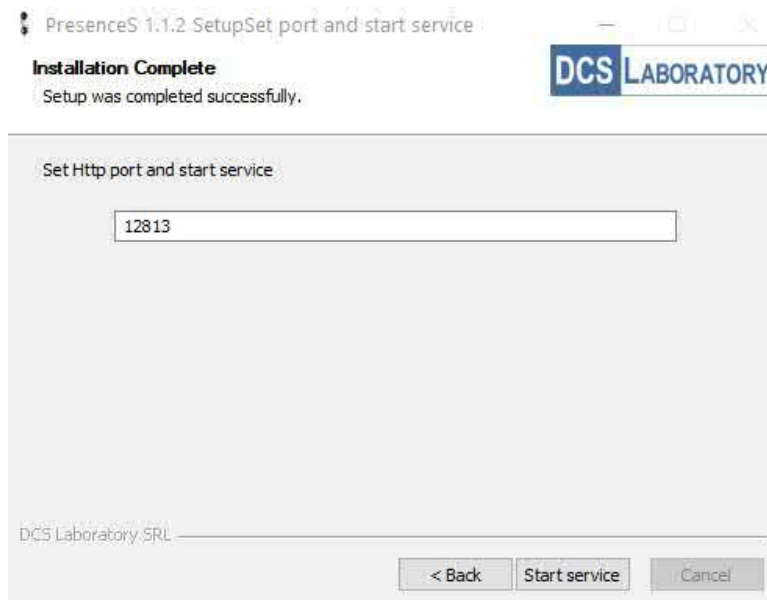 PresenceS 1.1.2 SetupSet port and start service
Installation Complete
Setup was completed successfully.
DCS LABORATORY
Set Http port and start service
12813
DCS Laboratory SRL
< Back
Start service
Cancel